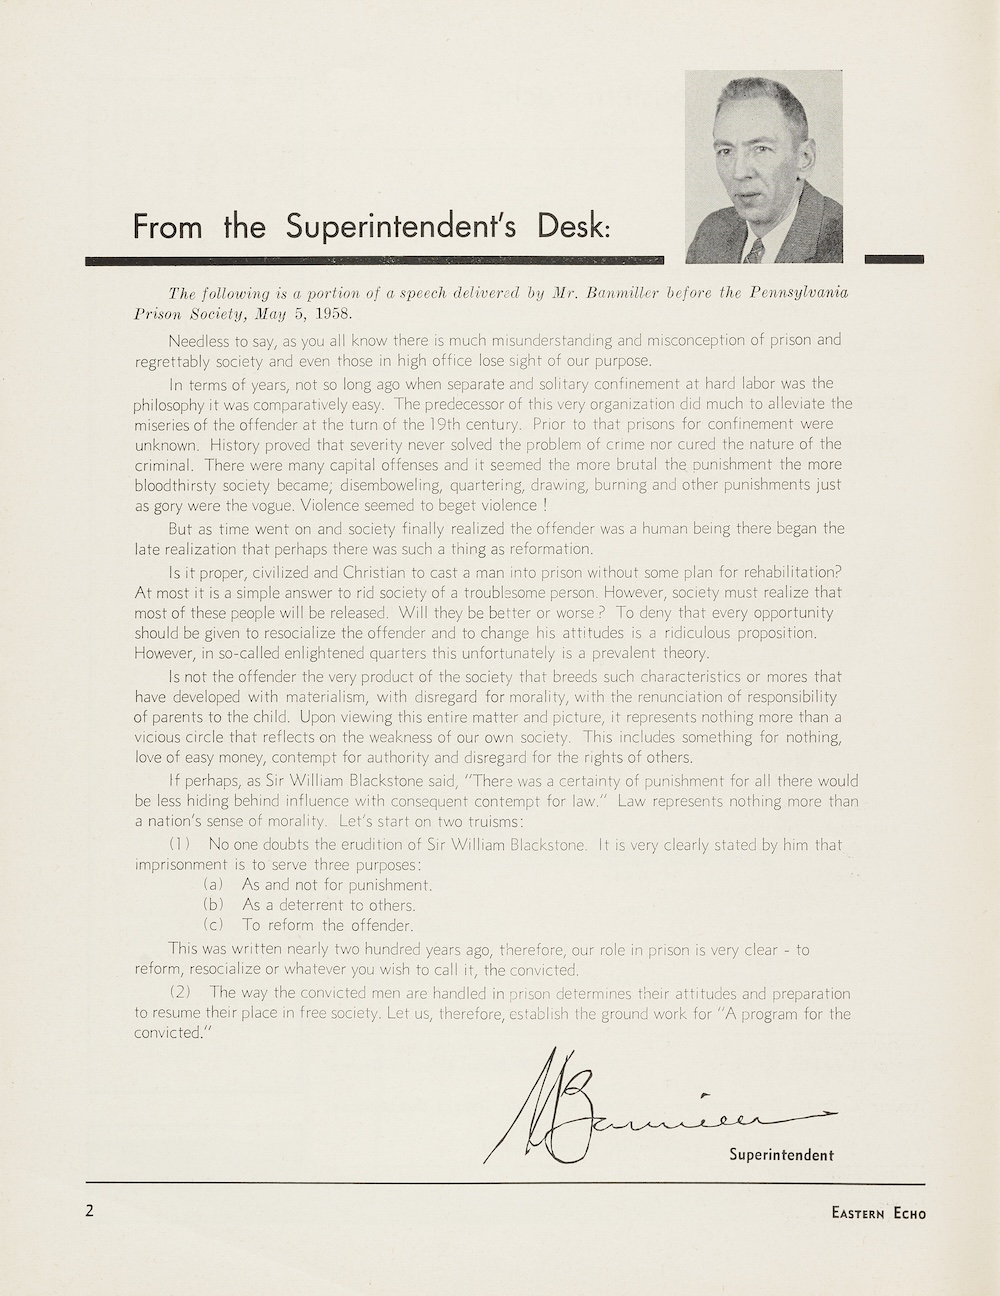 From the Superintendent's Desk:
The following is a portion of a speech delivered by Mr. Banmiller before the Pennsylvania
Prison Society, May 5, 1958.
Needless to say, as you all know there is much misunderstanding and misconception of prison and
regrettably society and even those in high office lose sight of our purpose.
In terms of years, not so long ago when separate and solitary confinement at hard labor was the
philosophy it was comparatively easy. The predecessor of this very organization did much to alleviate the
miseries of the offender at the turn of the 19th century. Prior to that prisons for confinement were
unknown. History proved that severity never solved the problem of crime nor cured the nature of the
criminal. There were many capital offenses and it seemed the more brutal the punishment the more
bloodthirsty society became; disemboweling, quartering, drawing, burning and other punishments just
as gory were the vogue. Violence seemed to beget violence !
But as time went on and society finally realized the offender was a human being there began the
late realization that perhaps there was such a thing as reformation.
Is it proper, civilized and Christian to cast a man into prison without some plan for rehabilitation?
At most it is a simple answer to rid society of a troublesome person. However, society must realize that
most of these people will be released. Will they be better or worse ? To deny that every opportunity
should be given to resocialize the offender and to change his attitudes is a ridiculous proposition.
However, in so-called enlightened quarters this unfortunately is a prevalent theory.
Is not the offender the very product of the society that breeds such characteristics or mores that
have developed with materialism, with disregard for morality, with the renunciation of responsibility
of parents to the child. Upon viewing this entire matter and picture, it represents nothing more than a
vicious circle that reflects on the weakness of our own society. This includes something for nothing,
love of easy money, contempt for authority and disregard for the rights of others.
If perhaps, as Sir William Blackstone said, "There was a certainty of punishment for all there would
be less hiding behind influence with consequent contempt for law." Law represents nothing more than
a nation's sense of morality. Let's start on two truisms:
(1) No one doubts the erudition of Sir William Blackstone. It is very clearly stated by him that
imprisonment is to serve three purposes:
(a) As and not for punishment.
(b) As a deterrent to others.
(c) To reform the offender.
This was written nearly two hundred years ago, therefore, our role in prison is very clear - to
reform, resocialize or whatever you wish to call it, the convicted.
(2) The way the convicted men are handled in prison determines their attitudes and preparation
to resume their place in free society. Let us, therefore, establish the ground work for "A program for the
convicted."
Banmiller
Superintendent
2
EASTERN ECHO